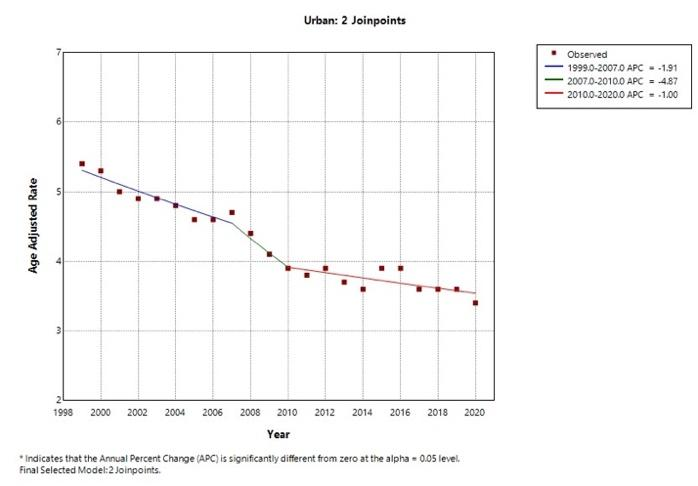 Urban: 2 Joinpoints
7
6
5
4
3
2
Age Adjusted Rate
1998 2000 2002 2004 2006 2008 2010 2012 2014 2016 2018 2020
Year
Observed
1999.0-2007.0 APC = -1.91
2007.0-2010.0 APC = -4.87
2010.0-2020.0 APC = -1.00
* Indicates that the Annual Percent Change (APC) is significantly different from zero at the alpha = 0.05 level.
Final Selected Model: 2 Joinpoints.